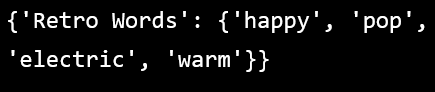 {'Retro Words': {'happy', 'pop',
'electric', 'warm'}}